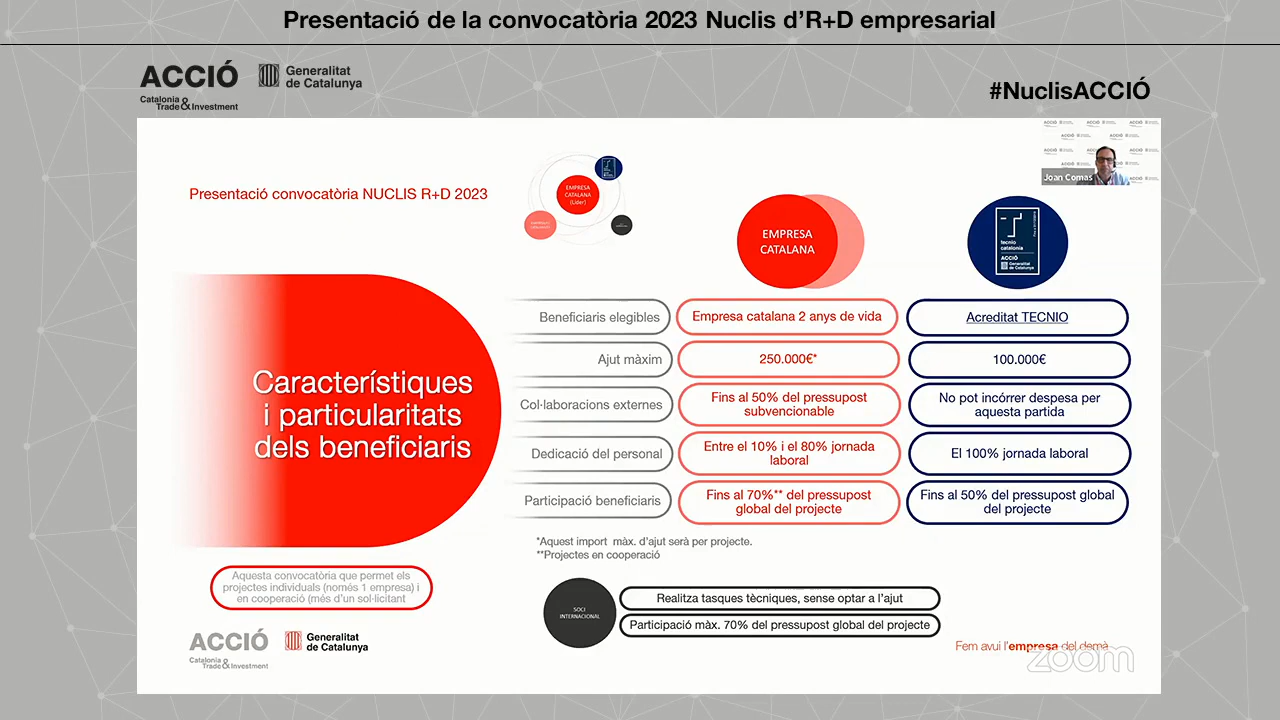 Presentació de la convocatòria 2023 Nuclis d'R+D empresarial
ACCIÓ
Catalonia
Trade & Investment
Generalitat
de Catalunya
#NuclisACCIÓ
Joan Comas
Presentació convocatòria NUCLIS R+D 2023
EMPRESA
CATALANA
(Líder)
EMPRESA
CATALANA
tecnio
catalonia
ACCIÓ
Generalitat
de Catalunya
Característiques
i particularitats
dels beneficiaris
Beneficiaris elegibles
Empresa catalana 2 anys de vida
Acreditat TECNIO
Ajut màxim
250.000€*
100.000€
Col·laboracions externes
Fins al 50% del pressupost
subvencionable
No pot incórrer despesa per
aquesta partida
Dedicació del personal
Entre el 10% i el 80% jornada
laboral
El 100% jornada laboral
Participació beneficiaris
Fins al 70%** del pressupost
global del projecte
Fins al 50% del pressupost global
del projecte
*Aquest import màx. d'ajut serà per projecte.
**Projectes en cooperació
Aquesta convocatòria que permet els
projectes individuals (només 1 empresa) i
en cooperació (més d'un sol·licitant
SOCI
INTERNACIONAL
Realitza tasques tècniques, sense optar a l'ajut
Participació màx. 70% del pressupost global del projecte
ACCIÓ
Catalonia
Trade & Investment
Generalitat
de Catalunya
Fem avui l'empresa del demà
zoom